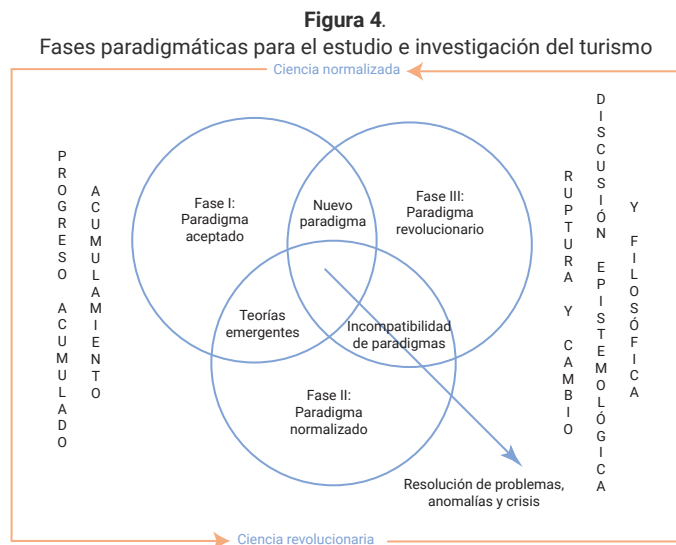 Figura 4.
Fases paradigmáticas para el estudio e investigación del turismo
Ciencia normalizada
PROGRESO ACUMULADO
ACUMULAMIENTO
Fase I:
Paradigma
aceptado
Nuevo
paradigma
Fase III:
Paradigma
revolucionario
Teorías
emergentes
Incompatibilidad
de paradigmas
Fase II:
Paradigma
normalizado
RUPTURA Y CAMBIO
DISCUSIÓN EPISTEMOLÓGICA
Y FILOSÓFICA
Resolución de problemas,
anomalías y crisis
Ciencia revolucionaria